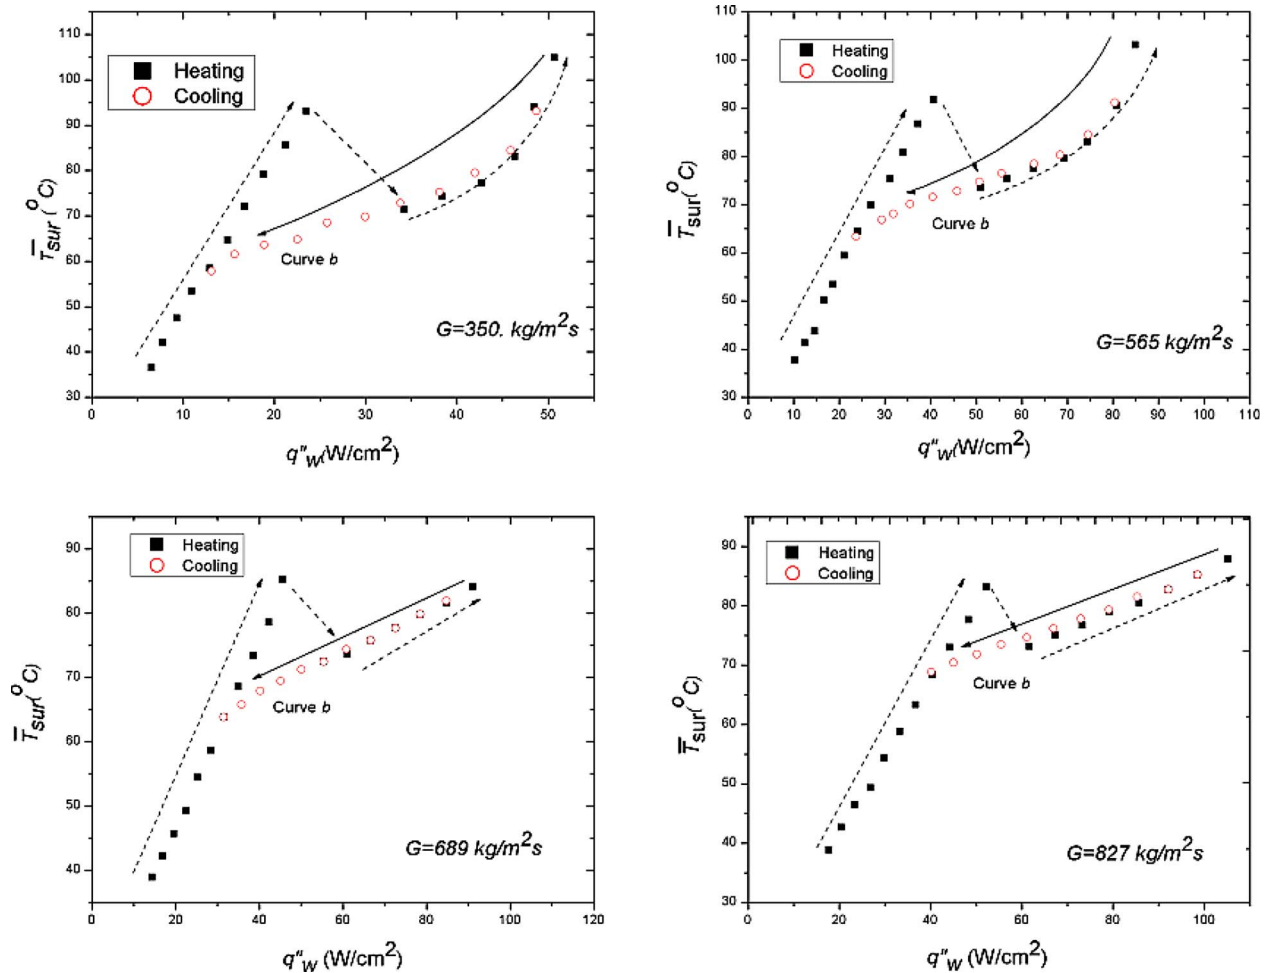 110
100
90
80
70
60
50
40
30
0
10
20
30
40
50
T̅sur(°C)
q"w(W/cm²)
Heating
Cooling
Curve b
G=350. kg/m²s
110
100
90
80
70
60
50
40
30
0
10
20
30
40
50
60
70
80
90
100
110
T̅sur(°C)
q"w(W/cm²)
Heating
Cooling
Curve b
G=565 kg/m²s
90
80
70
60
50
40
0
20
40
60
80
100
120
T̅sur(°C)
q"w (W/cm²)
Heating
Cooling
Curve b
G=689 kg/m²s
90
80
70
60
50
40
30
0
20
40
60
80
100
T̅sur(°C)
q"w (W/cm²)
Heating
Cooling
Curve b
G=827 kg/m²s